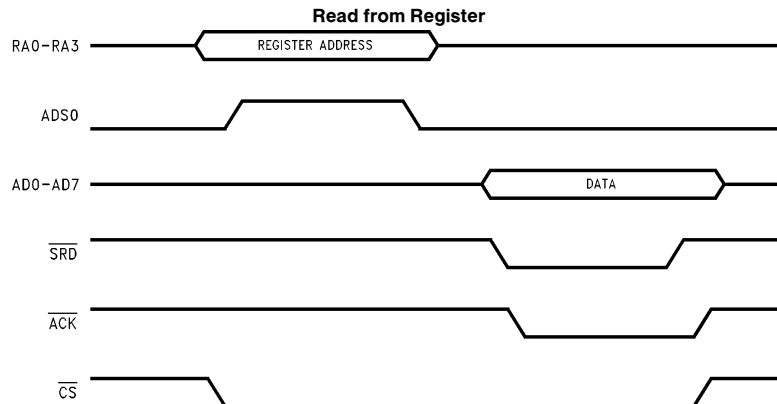 Read from Register
RA0-RA3
REGISTER ADDRESS
ADS0
AD0-AD7
DATA
SRD
ACK
CS